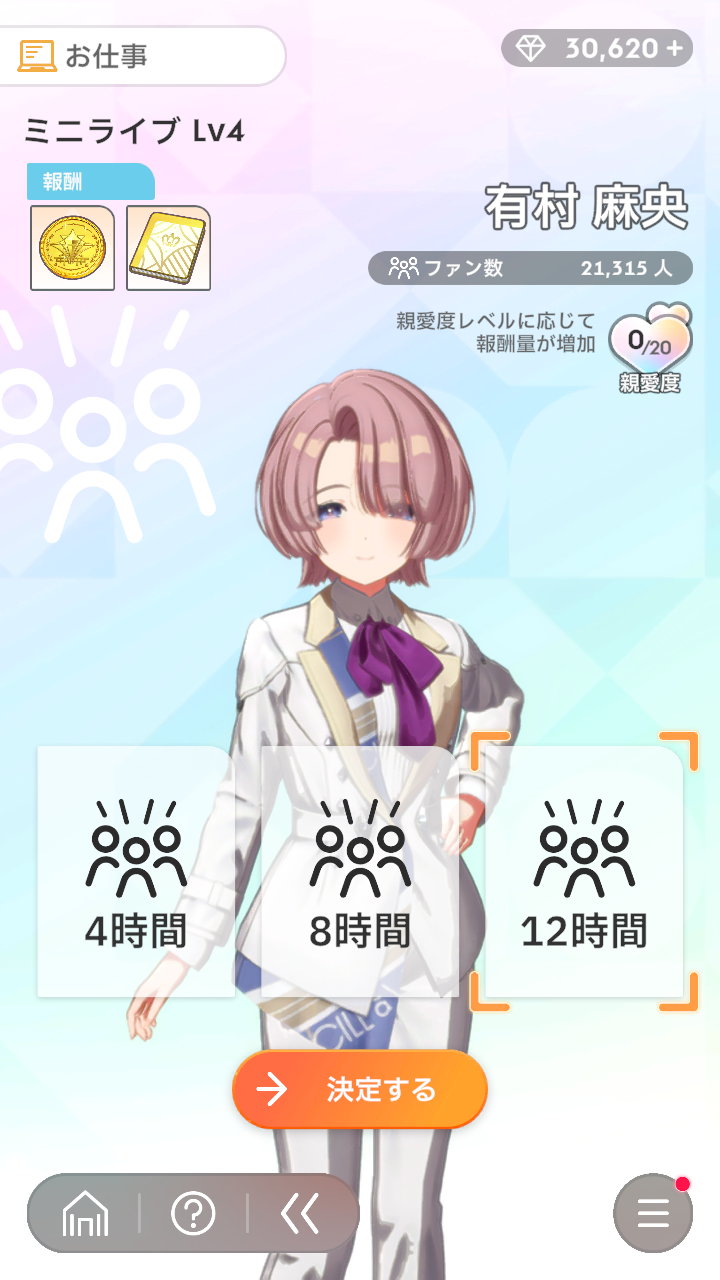 お仕事
30,620
ミニライブ Lv4
報酬
有村 麻央
ファン数 21,315 人
親愛度レベルに応じて
報酬量が増加
0/20
親愛度
4時間
8時間
12時間
決定する